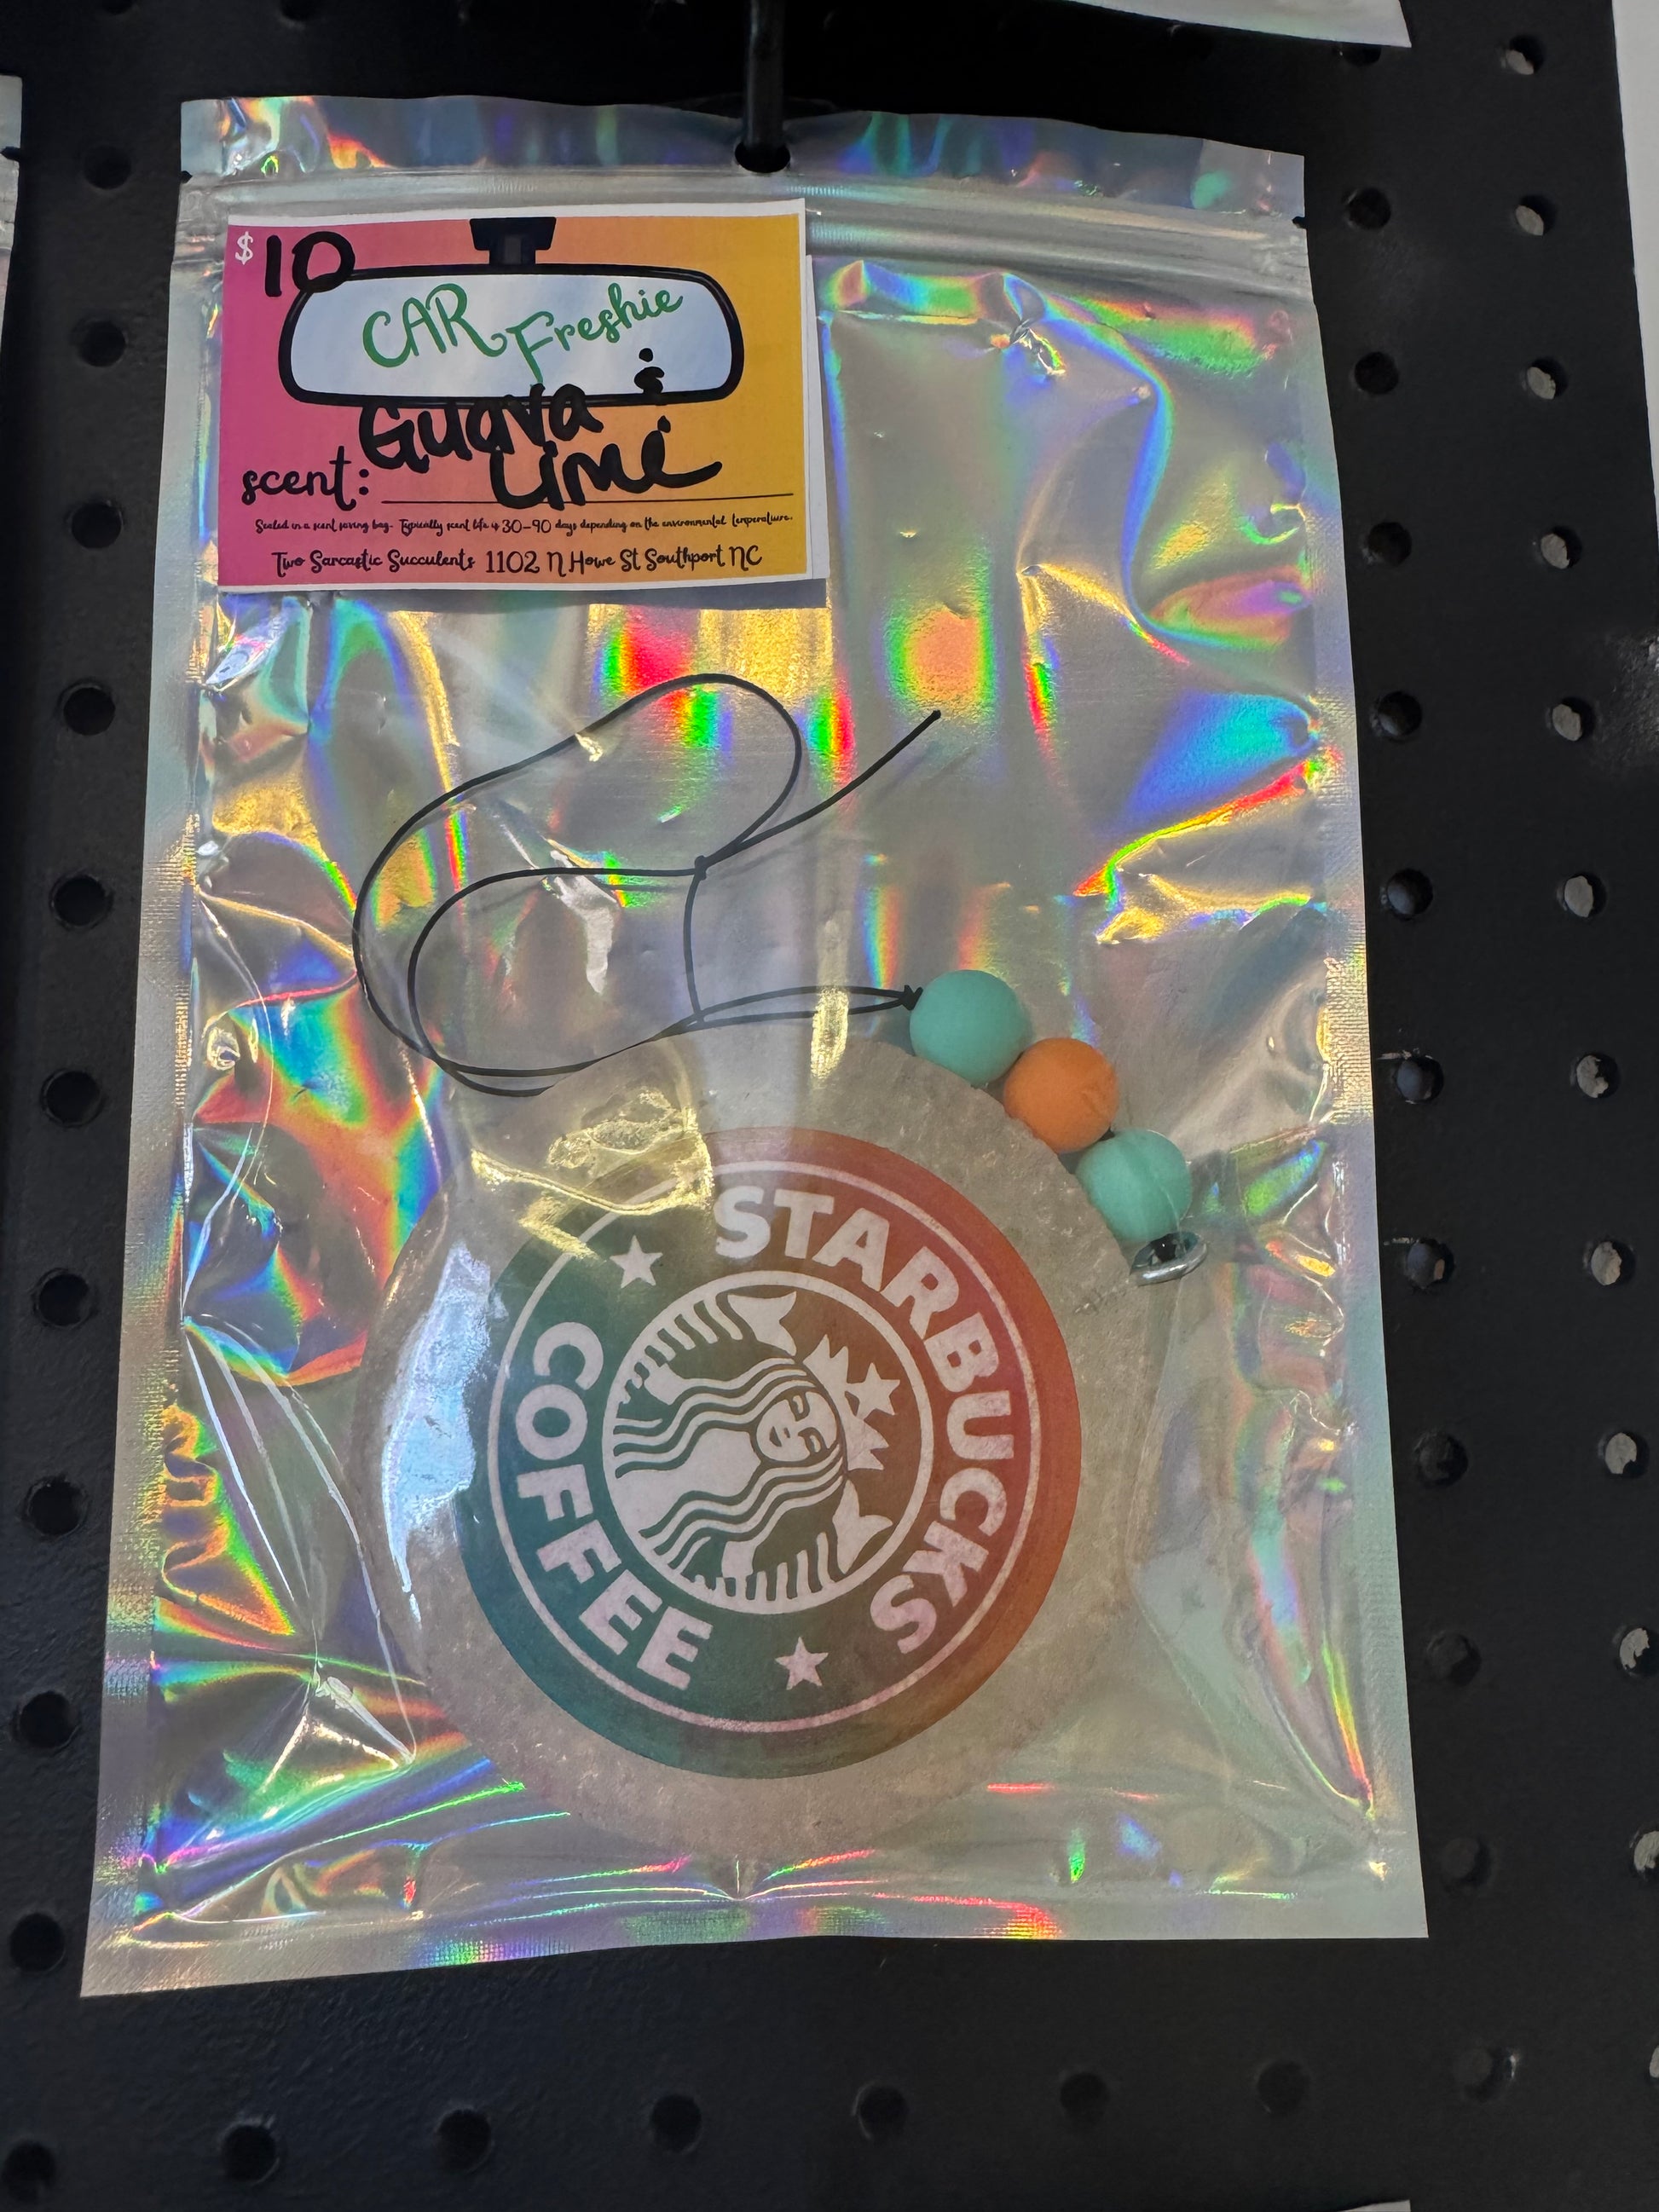 $10
CAR Freshie
Guava &
scent: Lime
Sealed in a scent saving bag. Typically scent life is 30-90 days depending on the environmental temperature.
Two Sarcastic Succulents 1102 N Howe St Southport NC
STARBUCKS
COFFEE